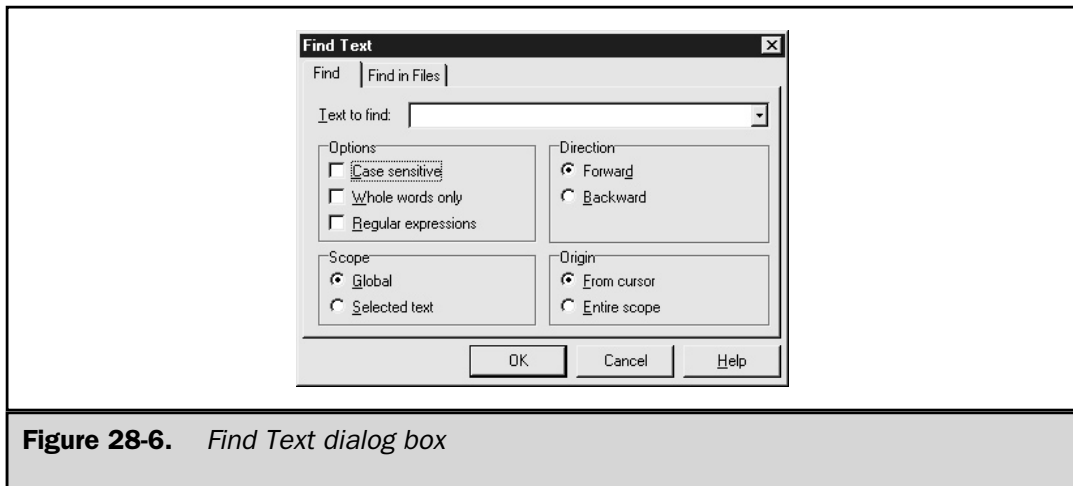 Find Text
Find Find in Files
Text to find:
Options
Case sensitive
Whole words only
Regular expressions
Direction
Forward
Backward
Scope
Global
Selected text
Origin
From cursor
Entire scope
OK Cancel Help
Figure 28-6. Find Text dialog box